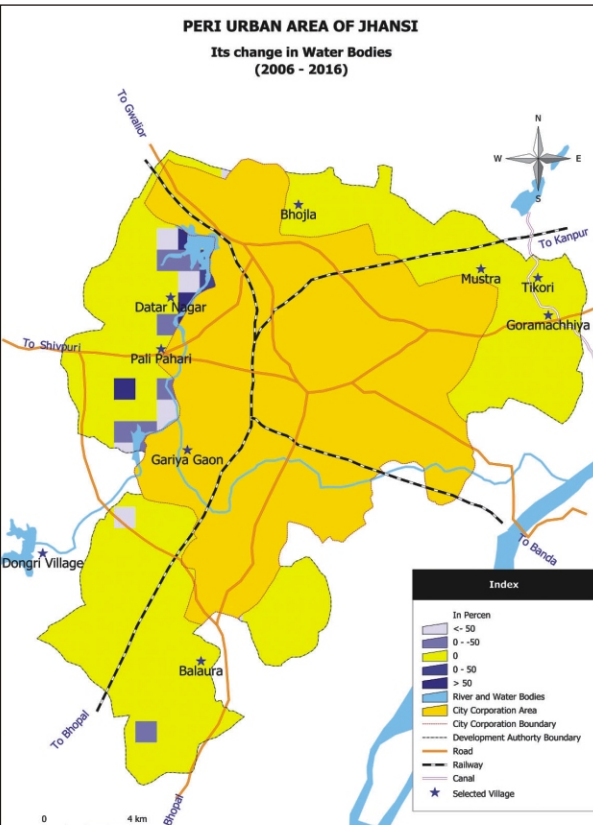 PERI URBAN AREA OF JHANSI
Its change in Water Bodies
(2006 - 2016)
To Gwalior
N
W
E
S
Bhojla
To Kanpur
Mustra
Tikori
Datar Nagar
Goramachhiya
To Shivpuri
Pali Pahari
Gariya Gaon
To Banda
Dongri Village
Balaura
To Bhopal
Bhopal
0
4 km
Index
In Percen
<- 50
0 - -50
0
0 - 50
> 50
River and Water Bodies
City Corporation Area
City Corporation Boundary
Development Authorty Boundary
Road
Railway
Canal
Selected Village